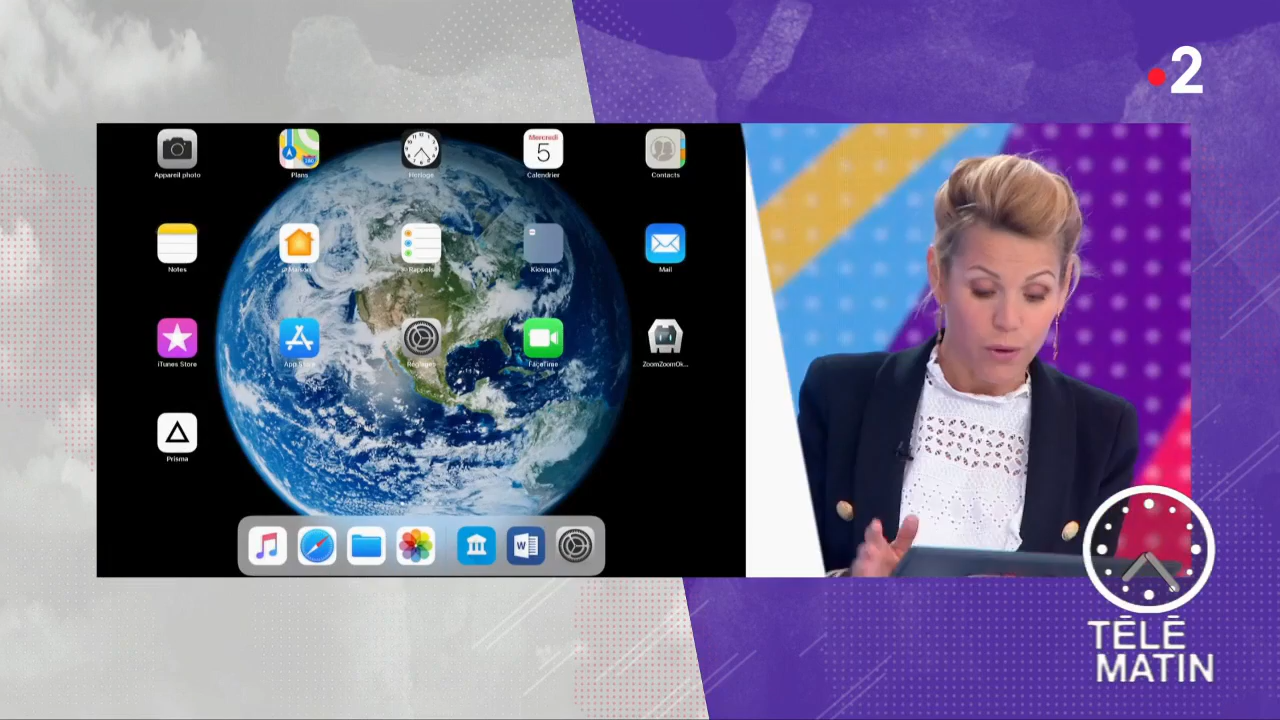 2
Appareil photo
Plans
Horloge
Mercredi
5
Calendrier
Contacts
Notes
Maison
Rappels
Kiosque
Mail
iTunes Store
App Store
Réglages
FaceTime
ZoomZoomOk...
Prisma
W
TÉLÉ
MATIN